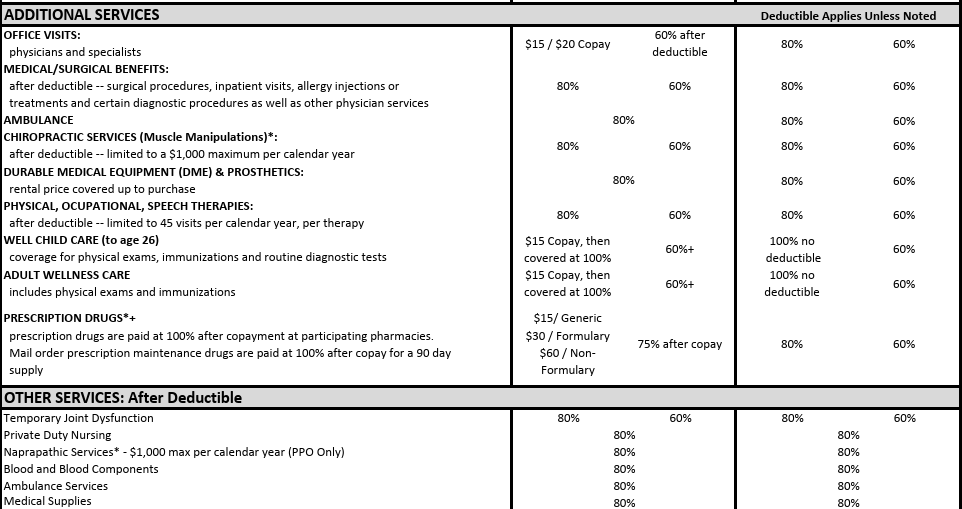 ADDITIONAL SERVICES Deductible Applies Unless Noted
OFFICE VISITS:
physicians and specialists $15 / $20 Copay 60% after deductible 80% 60%
MEDICAL/SURGICAL BENEFITS:
after deductible -- surgical procedures, inpatient visits, allergy injections or 80% 60% 80% 60%
treatments and certain diagnostic procedures as well as other physician services
AMBULANCE 80% 80% 60%
CHIROPRACTIC SERVICES (Muscle Manipulations)*:
after deductible -- limited to a $1,000 maximum per calendar year 80% 60% 80% 60%
DURABLE MEDICAL EQUIPMENT (DME) & PROSTHETICS:
rental price covered up to purchase 80% 80% 60%
PHYSICAL, OCUPATIONAL, SPEECH THERAPIES:
after deductible -- limited to 45 visits per calendar year, per therapy 80% 60% 80% 60%
WELL CHILD CARE (to age 26)
coverage for physical exams, immunizations and routine diagnostic tests $15 Copay, then covered at 100% 60%+ 100% no deductible 60%
ADULT WELLNESS CARE
includes physical exams and immunizations $15 Copay, then covered at 100% 60%+ 100% no deductible 60%
PRESCRIPTION DRUGS*+ $15/ Generic
prescription drugs are paid at 100% after copayment at participating pharmacies. $30 / Formulary
Mail order prescription maintenance drugs are paid at 100% after copay for a 90 day $60 / Non- 75% after copay 80% 60%
supply Formulary
OTHER SERVICES: After Deductible
Temporary Joint Dysfunction 80% 60% 80% 60%
Private Duty Nursing 80% 80%
Naprapathic Services* - $1,000 max per calendar year (PPO Only) 80% 80%
Blood and Blood Components 80% 80%
Ambulance Services 80% 80%
Medical Supplies 80% 80%